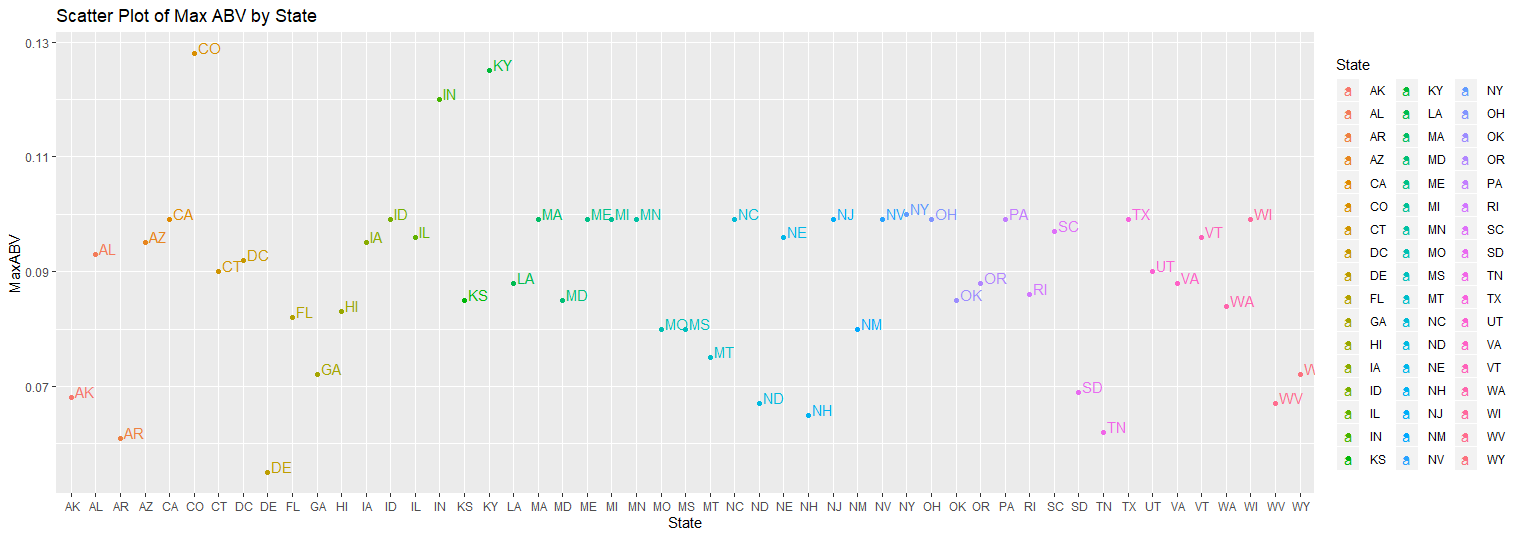 Scatter Plot of Max ABV by State
MaxABV
0.13
0.11
0.09
0.07
CO
KY
IN
CA
ID
MA
ME
MI
MN
NC
NJ
NV
NY
OH
PA
TX
WI
SC
AL
AZ
IA
IL
NE
VT
CT
DC
UT
LA
OR
VA
KS
MD
OK
RI
FL
HI
WA
MO
MS
NM
MT
GA
W
AK
SD
ND
WV
NH
AR
TN
DE
AK AL AR AZ CA CO CT DC DE FL GA HI IA ID IL IN KS KY LA MA MD ME MI MN MO MS MT NC ND NE NH NJ NM NV NY OH OK OR PA RI SC SD TN TX UT VA VT WA WI WV WY
State
State
a AK a KY a NY
a AL a LA a OH
a AR a MA a OK
a AZ a MD a OR
a CA a ME a PA
a CO a MI a RI
a CT a MN a SC
a DC a MO a SD
a DE a MS a TN
a FL a MT a TX
a GA a NC a UT
a HI a ND a VA
a IA a NE a VT
a ID a NH a WA
a IL a NJ a WI
a IN a NM a WV
a KS a NV a WY